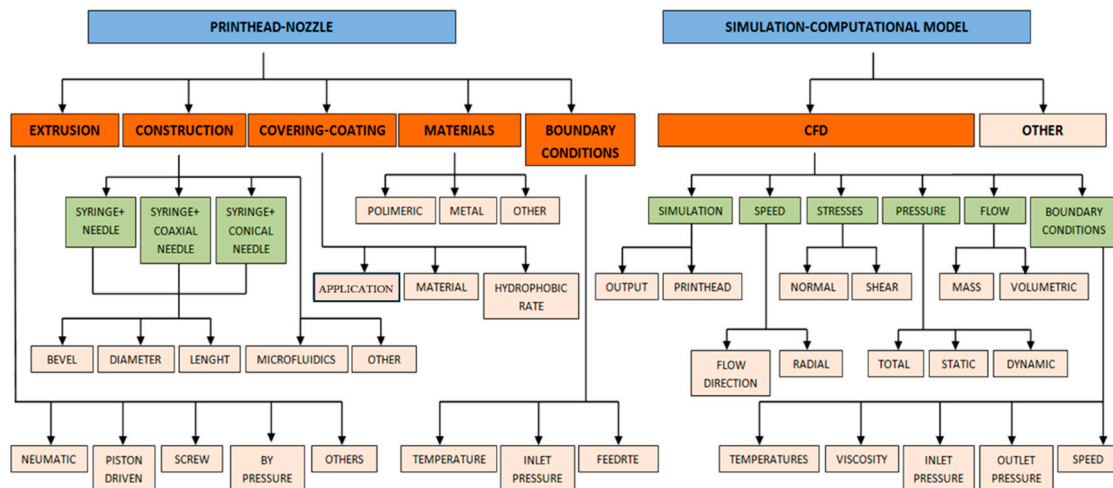 PRINTHEAD-NOZZLE
SIMULATION-COMPUTATIONAL MODEL
EXTRUSION
CONSTRUCTION
COVERING-COATING
MATERIALS
BOUNDARY
CONDITIONS
CFD
OTHER
SYRINGE+
NEEDLE
SYRINGE+
COAXIAL
NEEDLE
SYRINGE+
CONICAL
NEEDLE
POLIMERIC
METAL
OTHER
SIMULATION
SPEED
STRESSES
PRESSURE
FLOW
BOUNDARY
CONDITIONS
APPLICATION
MATERIAL
HYDROPHOBIC
RATE
OUTPUT
PRINTHEAD
NORMAL
SHEAR
MASS
VOLUMETRIC
BEVEL
DIAMETER
LENGHT
MICROFLUIDICS
OTHER
FLOW
DIRECTION
RADIAL
TOTAL
STATIC
DYNAMIC
NEUMATIC
PISTON
DRIVEN
SCREW
BY
PRESSURE
OTHERS
TEMPERATURE
INLET
PRESSURE
FEEDRTE
TEMPERATURES
VISCOSITY
INLET
PRESSURE
OUTLET
PRESSURE
SPEED